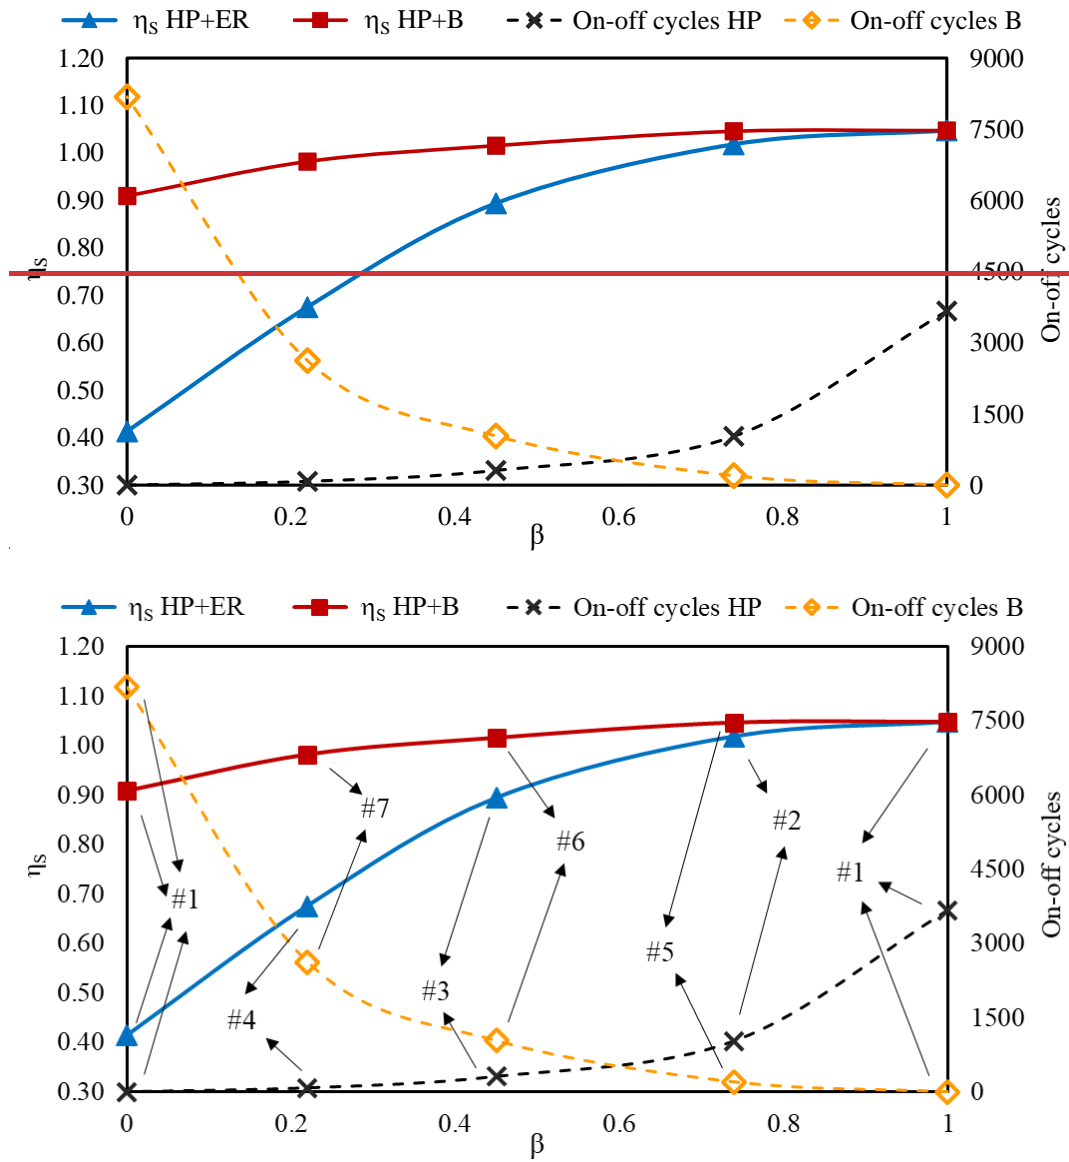 ηS HP+ER ηS HP+B On-off cycles HP On-off cycles B
1.20 9000
1.10
7500
1.00
0.90 6000
0.80
ηS 4500 On-off cycles
0.70
0.60 3000
0.50
0.40 1500
0.30 0
0 0.2 0.4 0.6 0.8 1
β
ηS HP+ER ηS HP+B On-off cycles HP On-off cycles B
1.20 9000
1.10
7500
1.00
0.90 6000
#7
#2
#6
0.80
ηS #1 #1 4500 On-off cycles
0.70
0.60 #5 3000
0.50 #3
#4 1500
0.40
0.30 0
0 0.2 0.4 0.6 0.8 1
β